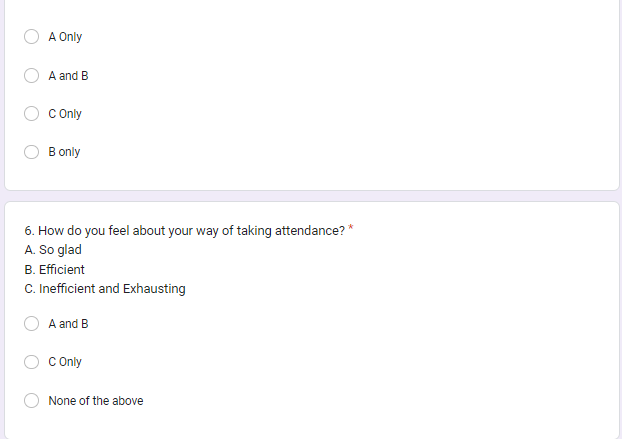 A Only
A and B
C Only
B only
6. How do you feel about your way of taking attendance? *
A. So glad
B. Efficient
C. Inefficient and Exhausting
A and B
C Only
None of the above